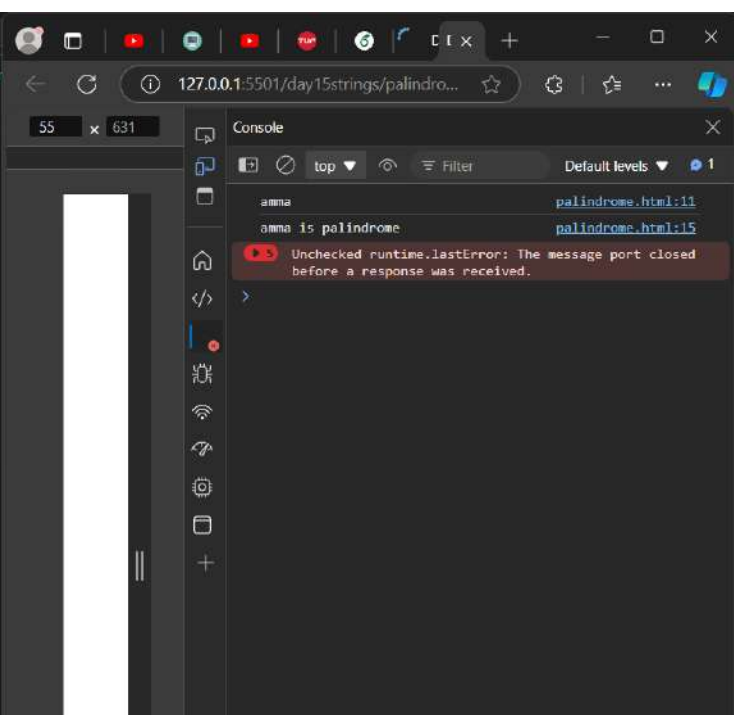 127.0.0.1:5501/day15strings/palindro...
55 × 631
Console
top Filter Default levels 1
amma palindrome.html:11
amma is palindrome palindrome.html:15
5 Unchecked runtime.lastError: The message port closed
before a response was received.